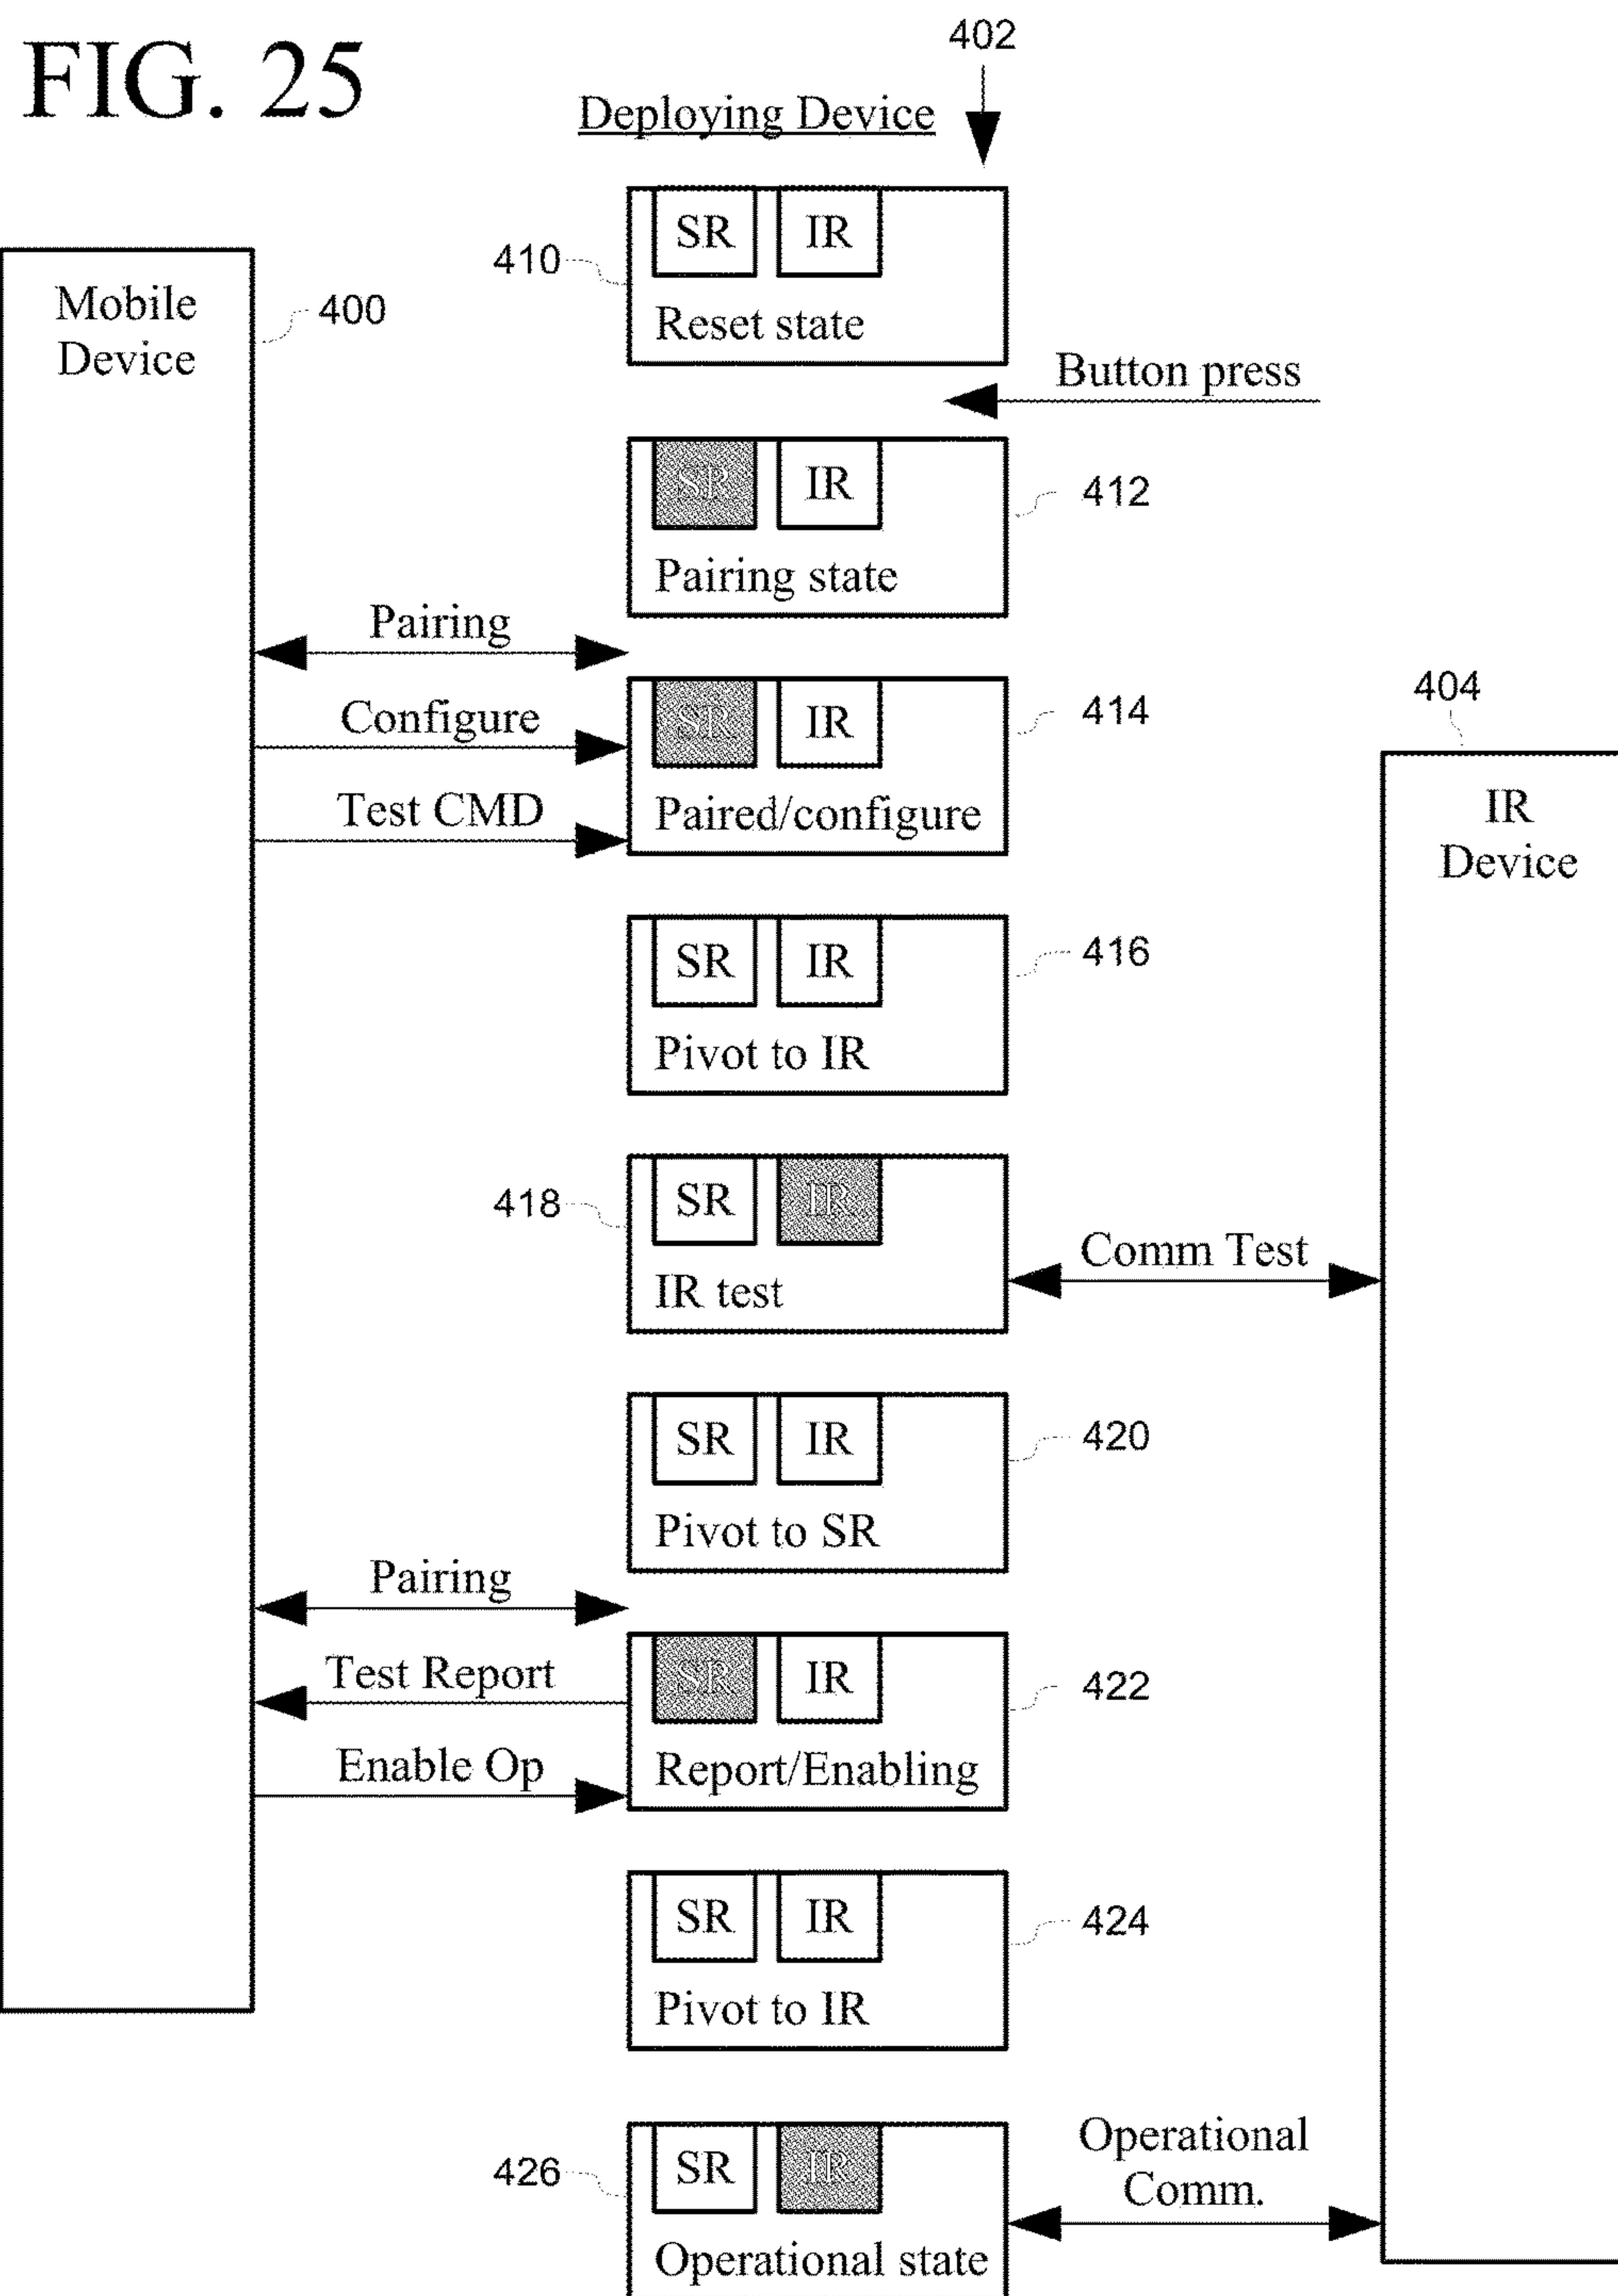 FIG. 25
402
Deploying Device
SR IR
410
Reset state
Mobile
Device
400
Button press
SR IR
412
Pairing state
Pairing
SR IR
414
Configure
Test CMD
Paired/configure
404
IR
Device
SR IR
416
Pivot to IR
418
SR IR
IR test
Comm Test
SR IR
420
Pivot to SR
Pairing
SR IR
422
Test Report
Enable Op
Report/Enabling
SR IR
424
Pivot to IR
426
SR IR
Operational state
Operational
Comm.